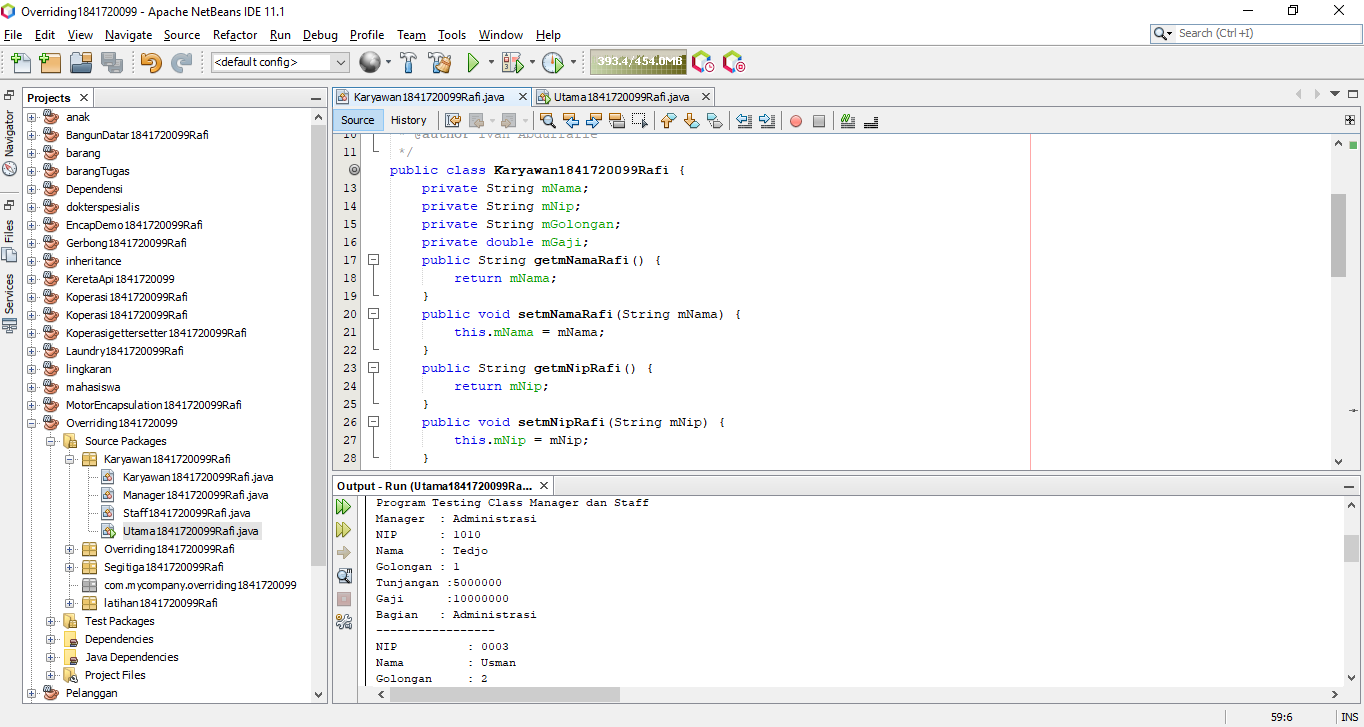 Overriding1841720099 - Apache NetBeans IDE 11.1
File Edit View Navigate Source Refactor Run Debug Profile Team Tools Window Help
Search (Ctrl+I)
<default config>
393.4/454.0MB
Projects
Navigator
Files
Services
anak
BangunDatar1841720099Rafi
barang
barangTugas
Dependensi
dokterspesialis
EncapDemo1841720099Rafi
Gerbong1841720099Rafi
inheritance
KeretaApi1841720099
Koperasi1841720099Rafi
Koperasi1841720099Rafi
Koperasigettersetter1841720099Rafi
Laundry1841720099Rafi
lingkaran
mahasiswa
MotorEncapsulation1841720099Rafi
Overriding1841720099
Source Packages
Karyawan1841720099Rafi
Karyawan1841720099Rafi.java
Manager1841720099Rafi.java
Staff1841720099Rafi.java
Utama1841720099Rafi.java
Overriding1841720099Rafi
Segitiga1841720099Rafi
com.mycompany.overriding1841720099
latihan1841720099Rafi
Test Packages
Dependencies
Java Dependencies
Project Files
Pelanggan
Karyawan1841720099Rafi.java Utama1841720099Rafi.java
Source History
10 * @author Ivan Abdurrafie
11 */
public class Karyawan1841720099Rafi {
13 private String mNama;
14 private String mNip;
15 private String mGolongan;
16 private double mGaji;
17 public String getmNamaRafi() {
18 return mNama;
19 }
20 public void setmNamaRafi(String mNama) {
21 this.mNama = mNama;
22 }
23 public String getmNipRafi() {
24 return mNip;
25 }
26 public void setmNipRafi(String mNip) {
27 this.mNip = mNip;
28 }
Output - Run (Utama1841720099Ra...
Program Testing Class Manager dan Staff
Manager : Administrasi
NIP : 1010
Nama : Tedjo
Golongan : 1
Tunjangan :5000000
Gaji :10000000
Bagian : Administrasi
-----------------
NIP : 0003
Nama : Usman
Golongan : 2
59:6 INS